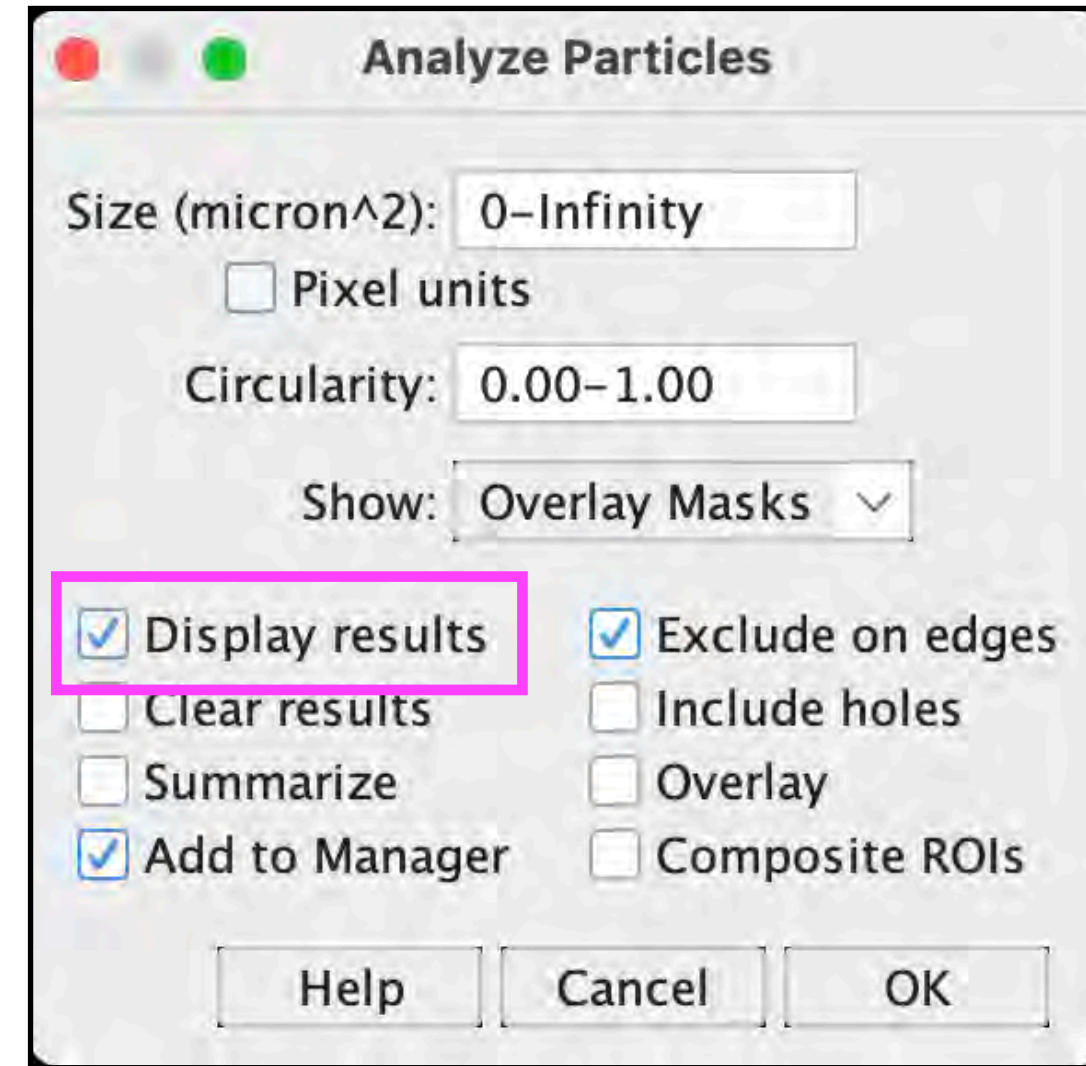 Analyze Particles
Size (micron^2): 0-Infinity
Pixel units
Circularity: 0.00-1.00
Show: Overlay Masks
Display results Exclude on edges
Clear results Include holes
Summarize Overlay
Add to Manager Composite ROIs
Help Cancel OK